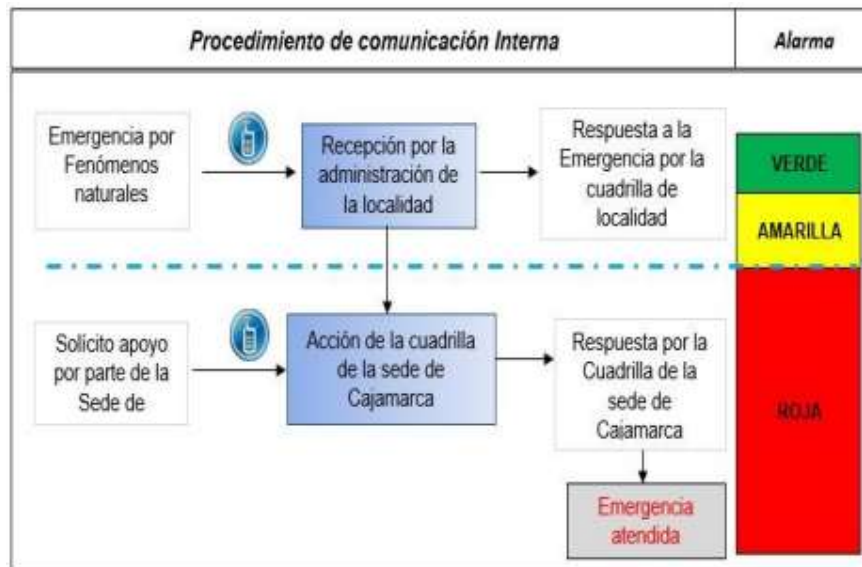 Procedimiento de comunicación Interna
Alarma
Emergencia por
Fenómenos
naturales
Recepción por la
administración de
la localidad
Respuesta a la
Emergencia por la
cuadrilla de
localidad
VERDE
AMARILLA
Solícito apoyo
por parte de la
Sede de
Acción de la cuadrilla
de la sede de
Cajamarca
Respuesta por la
Cuadrilla de la
sede de
Cajamarca
ROJA
Emergencia
atendida